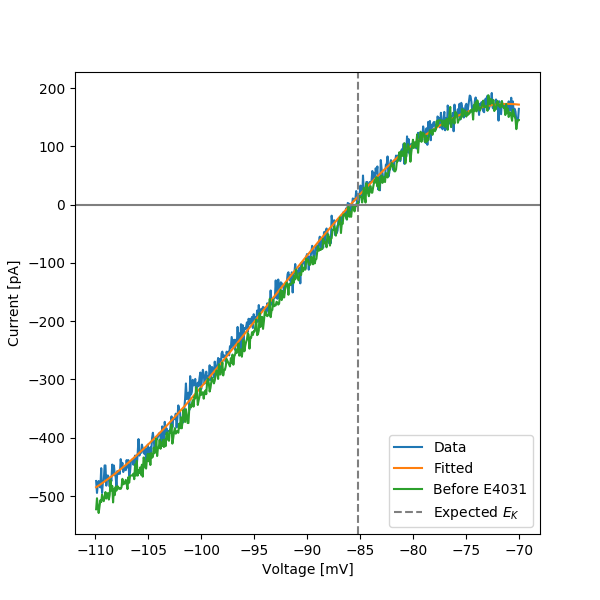 200
100
0
−100
−200
−300
−400
−500
Current [pA]
Data
Fitted
Before E4031
Expected E_K
−110 −105 −100 −95 −90 −85 −80 −75 −70
Voltage [mV]